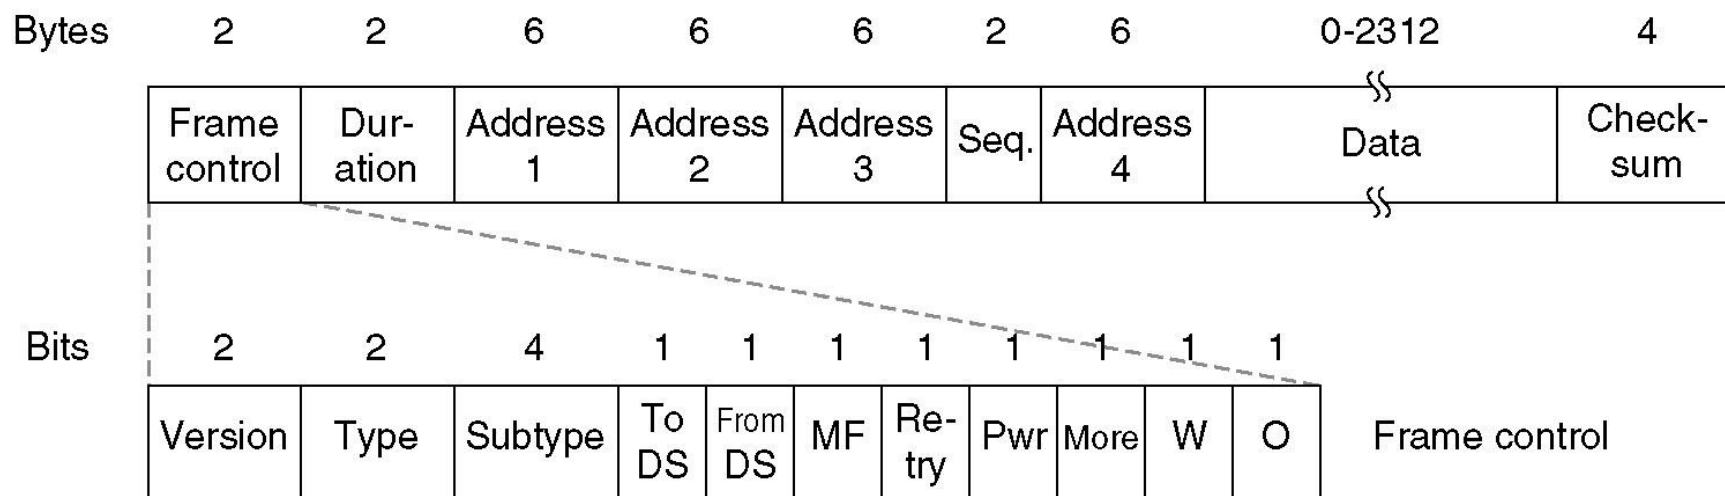 Bytes 2 2 6 6 6 2 6 0-2312 4
Frame control
Dur-
ation
Address
1
Address
2
Address
3
Seq.
Address
4
Data
Check-
sum
Bits 2 2 4 1 1 1 1 1 1 1 1
Version
Type
Subtype
To
DS
From
DS
MF
Re-
try
Pwr
More
W
O
Frame control